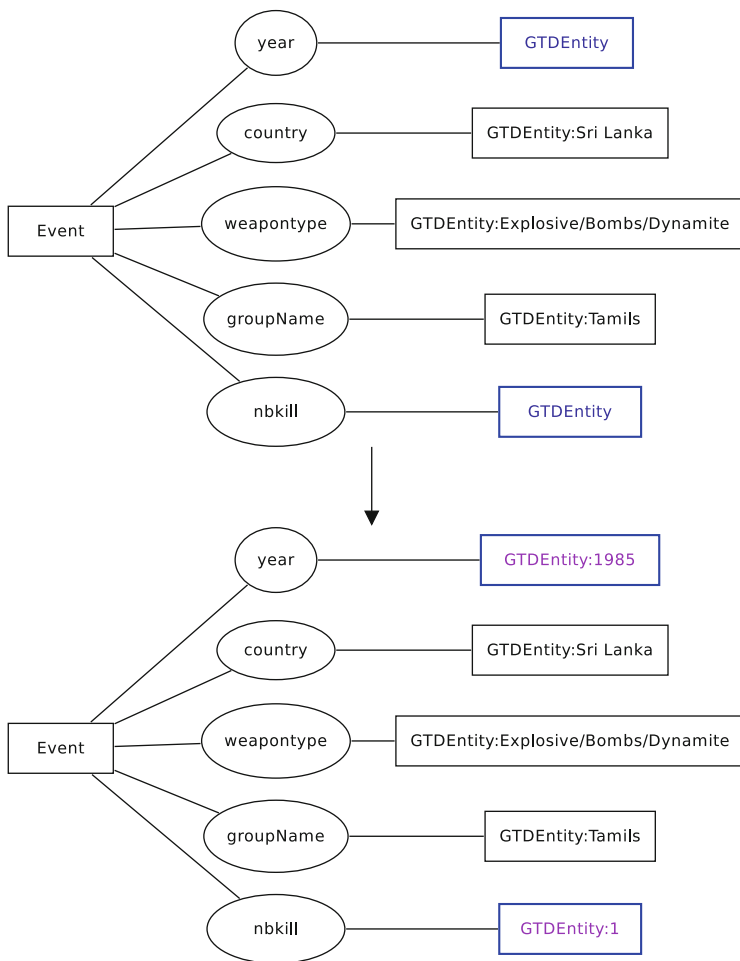 year
GTDEntity
country
GTDEntity:Sri Lanka
Event
weapontype
GTDEntity:Explosive/Bombs/Dynamite
groupName
GTDEntity:Tamils
nbkill
GTDEntity
year
GTDEntity:1985
country
GTDEntity:Sri Lanka
Event
weapontype
GTDEntity:Explosive/Bombs/Dynamite
groupName
GTDEntity:Tamils
nbkill
GTDEntity:1